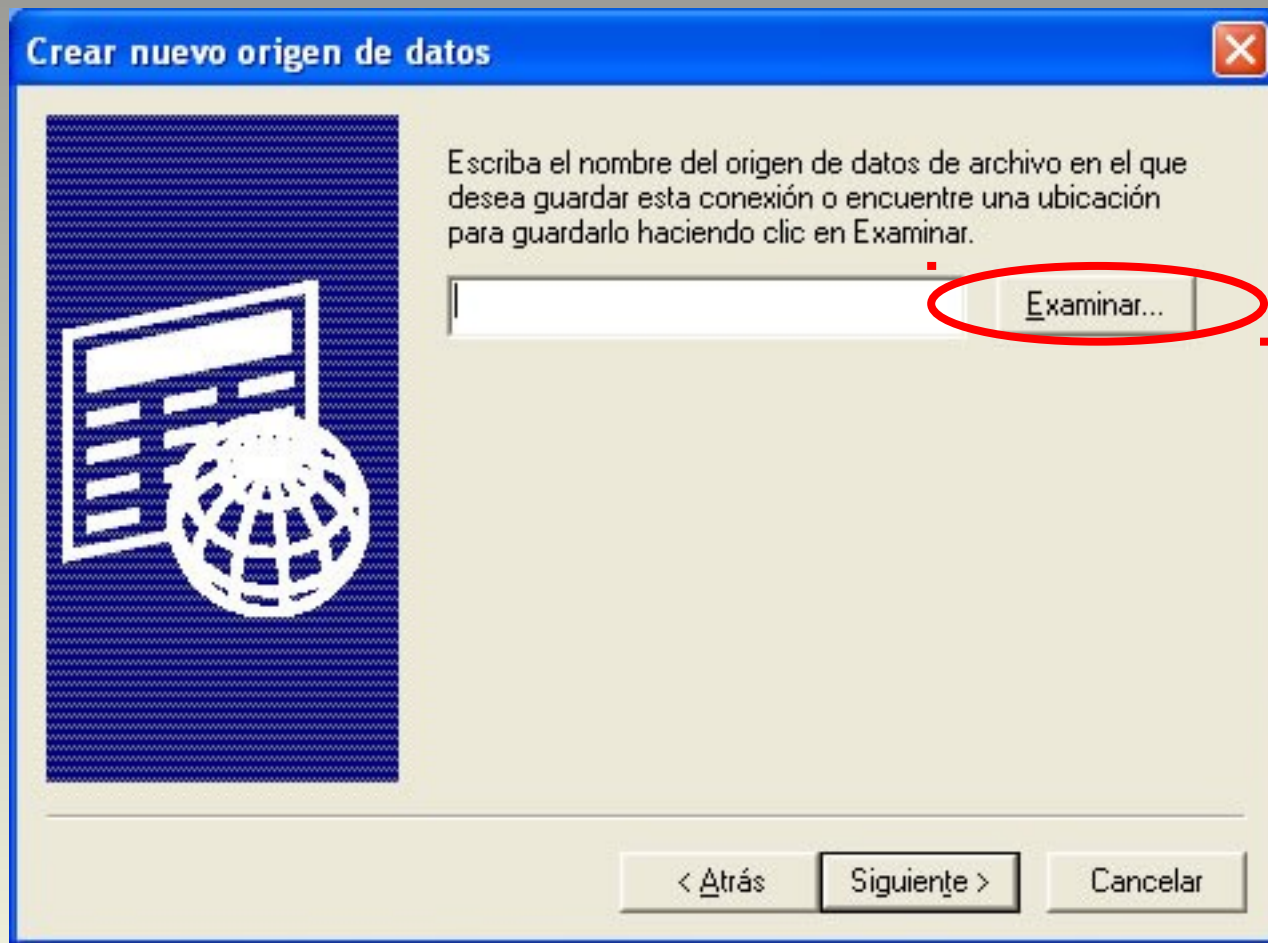 Crear nuevo origen de datos
Escriba el nombre del origen de datos de archivo en el que
desea guardar esta conexión o encuentre una ubicación
para guardarlo haciendo clic en Examinar.
Examinar...
< Atrás
Siguiente >
Cancelar